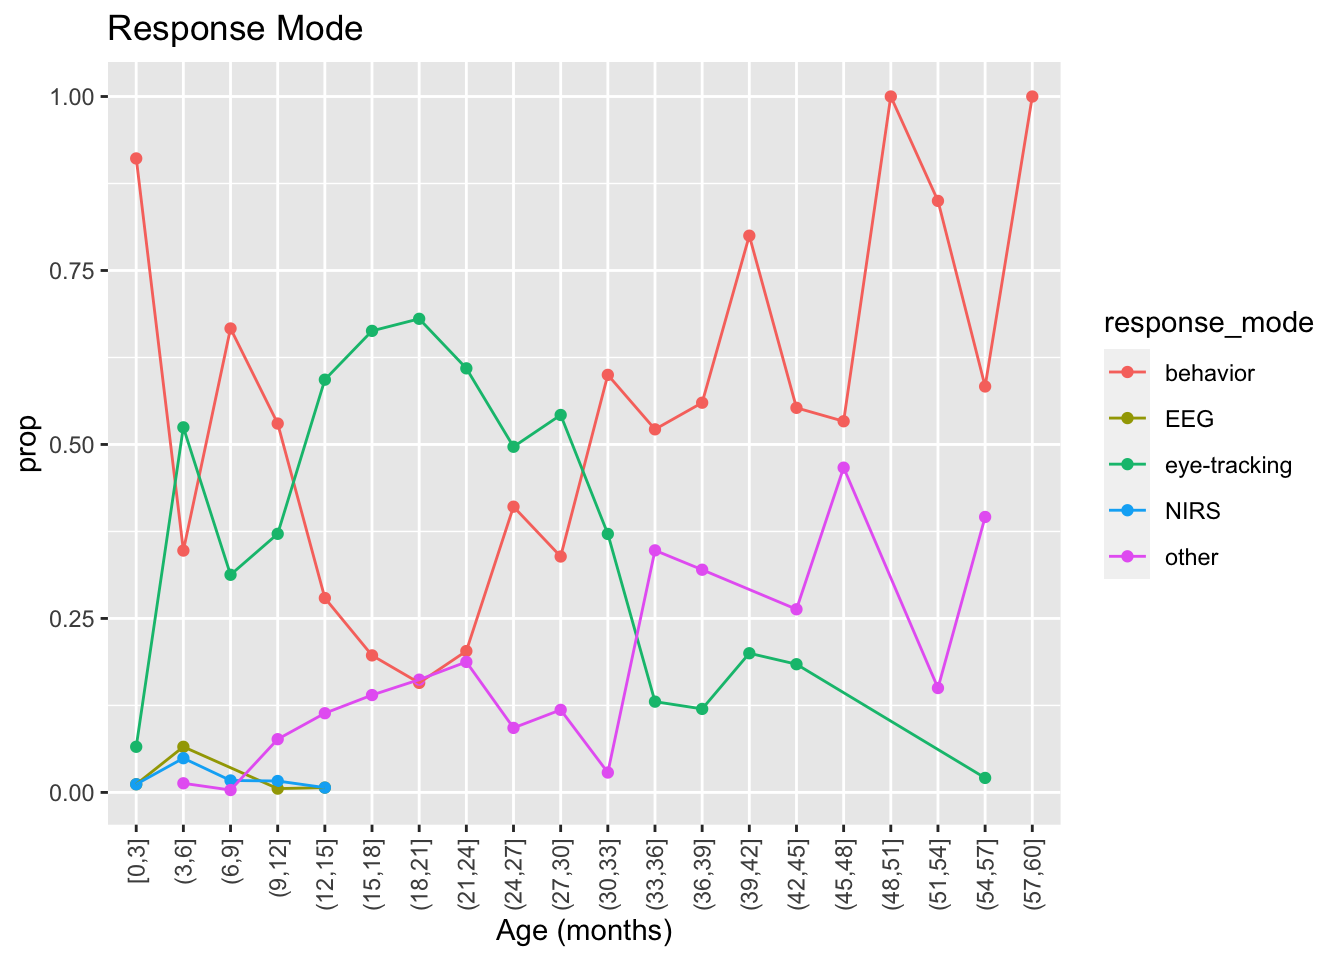 Response Mode
1.00
0.75
0.50
0.25
0.00
prop
[0,3]
(3,6]
(6,9]
(9,12]
(12,15]
(15,18]
(18,21]
(21,24]
(24,27]
(27,30]
(30,33]
(33,36]
(36,39]
(39,42]
(42,45]
(45,48]
(48,51]
(51,54]
(54,57]
(57,60]
Age (months)
response_mode
behavior
EEG
eye-tracking
NIRS
other